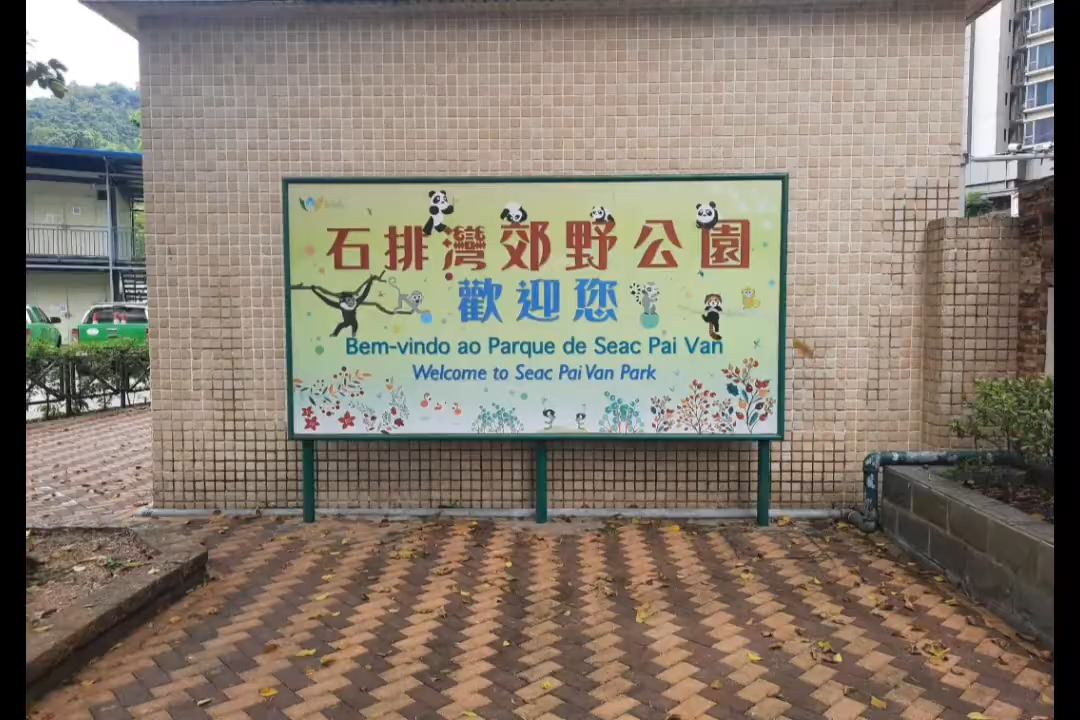 石排灣郊野公園
歡迎您
Bem-vindo ao Parque de Seac Pai Van
Welcome to Seac Pai Van Park